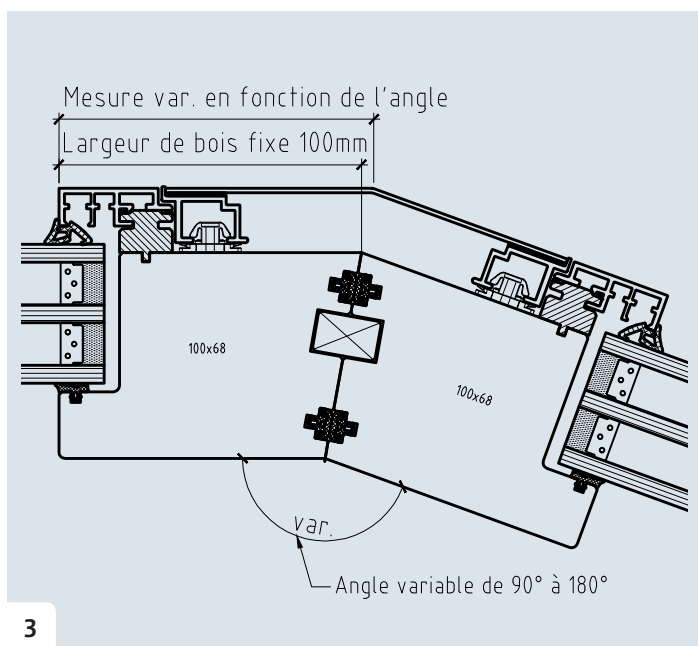 Mesure var. en fonction de l'angle
Largeur de bois fixe 100mm
100x68
100x68
var.
Angle variable de 90° à 180°
3